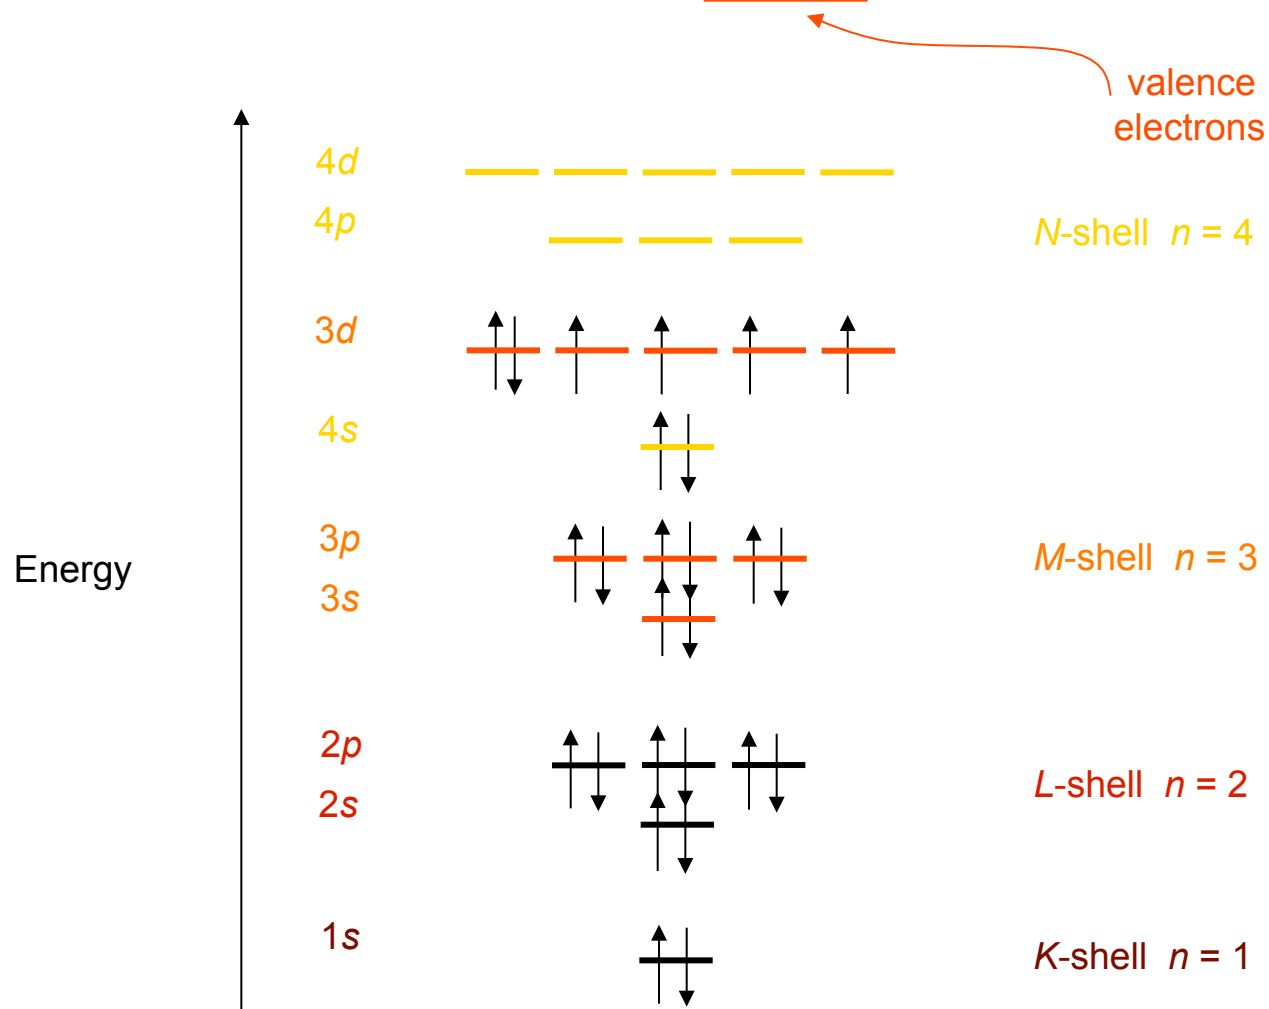 valence
electrons
4d
4p
N-shell n = 4
3d
4s
3p
Energy
M-shell n = 3
3s
2p
L-shell n = 2
2s
1s
K-shell n = 1